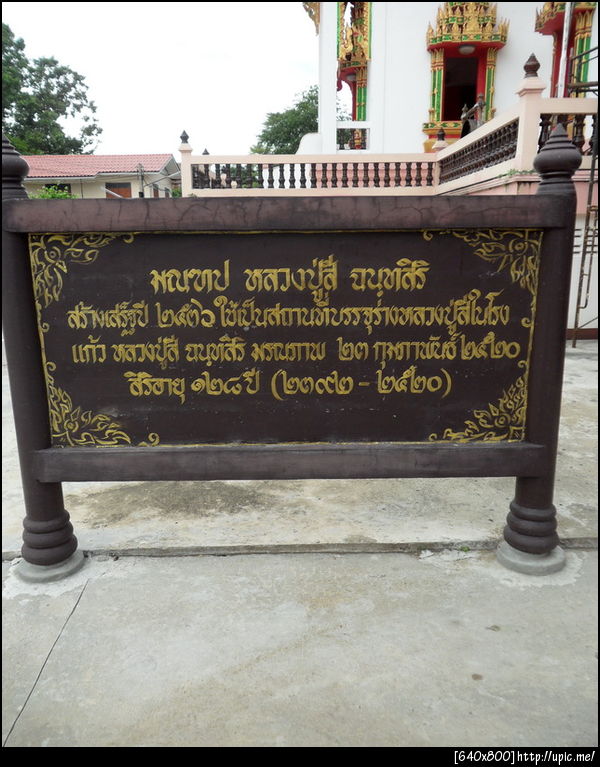 มณฑป หลวงปู่สี ฉนฺทสิริ
สร้างเสร็จปี ๒๕๓๖ ใช้เป็นสถานที่บรรจุร่างหลวงปู่สีในโรง
แก้ว หลวงปู่สี ฉนฺทสิริ มรณภาพ ๒๓ กุมภาพันธ์ ๒๕๒๐
สิริอายุ ๑๒๘ ปี (๒๓๙๒ - ๒๕๒๐)
[640x800]http://upic.me/